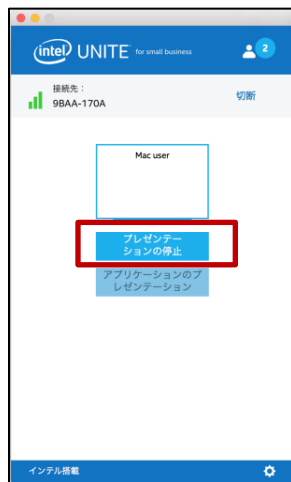 intel UNITE for small business 2
接続先：
9BAA-170A
切断
Mac user
プレゼンテー
ションの停止
アプリケーションのプ
レゼンテーション
インテル搭載